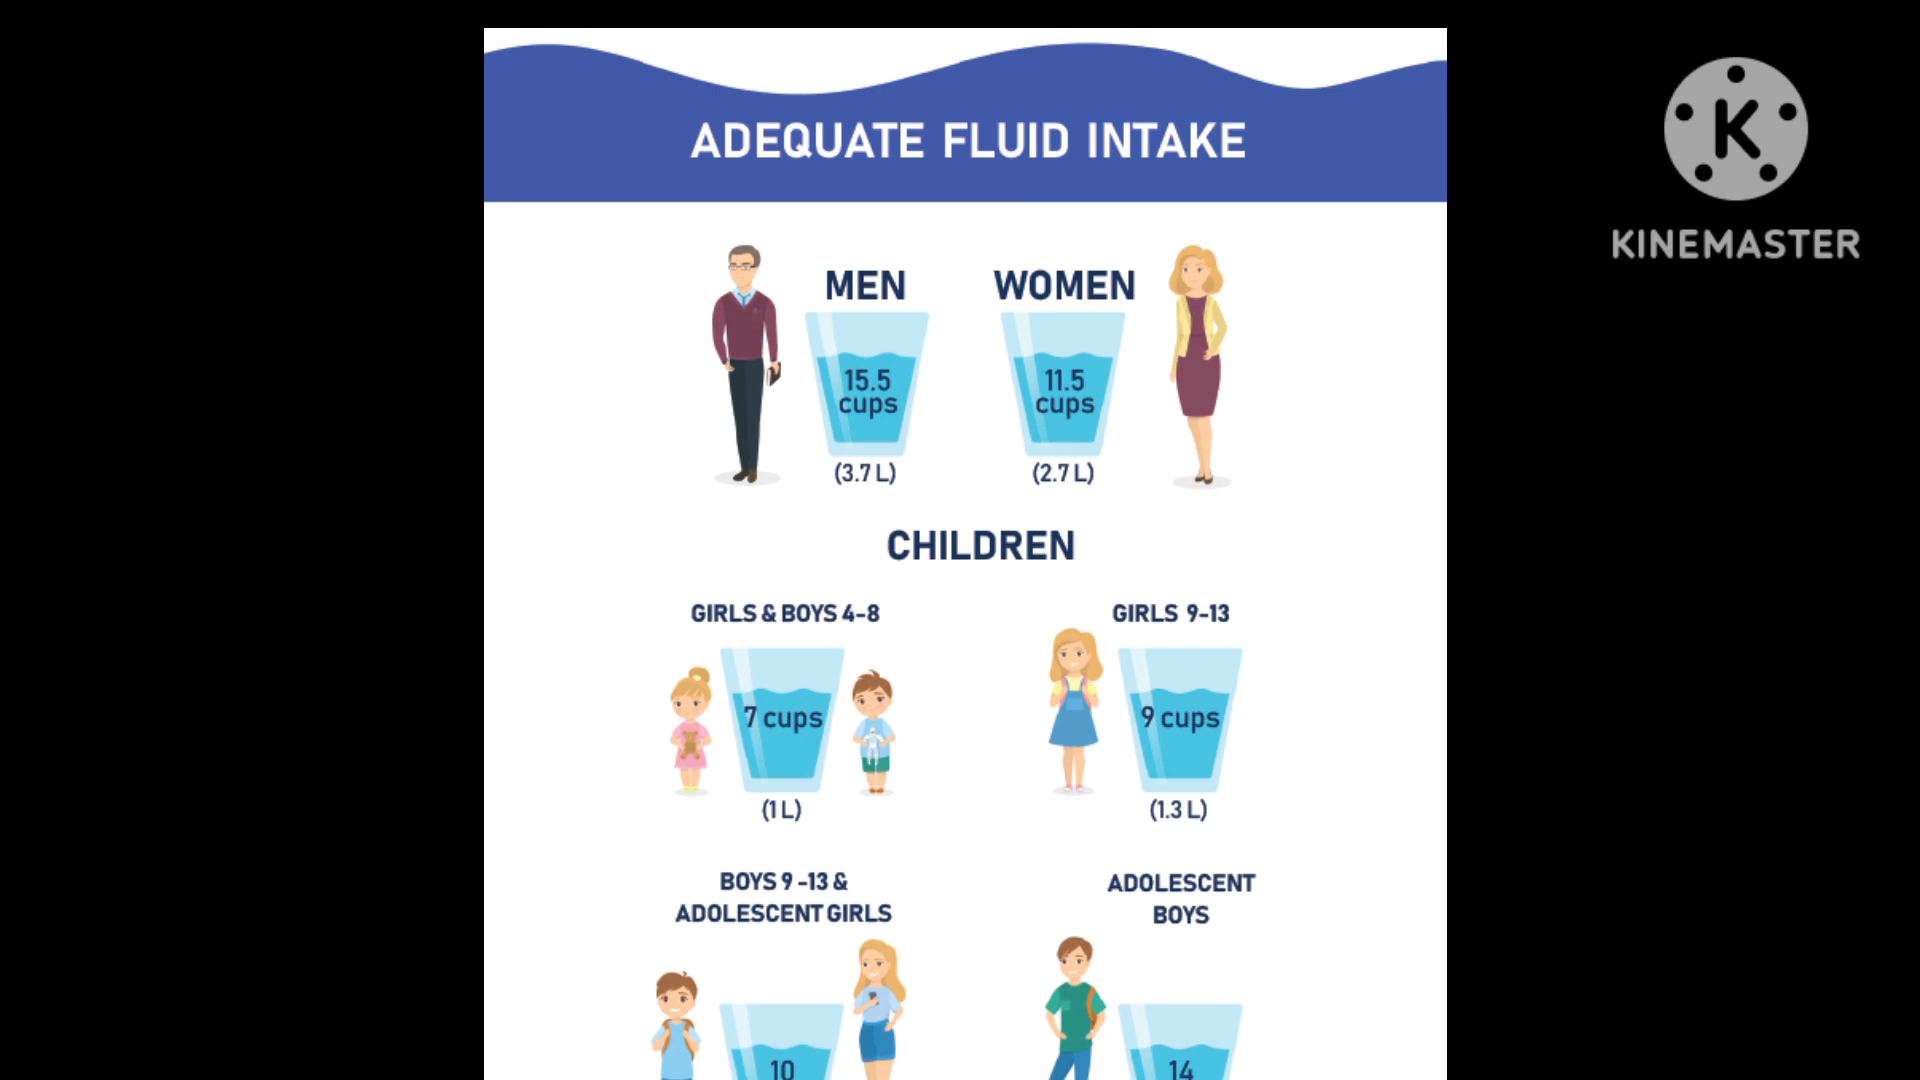 ADEQUATE FLUID INTAKE
K
KINEMASTER
MEN
WOMEN
15.5
cups
11.5
cups
(3.7 L)
(2.7 L)
CHILDREN
GIRLS & BOYS 4-8
GIRLS 9-13
7 cups
9 cups
(1 L)
(1.3 L)
BOYS 9 -13 &
ADOLESCENT GIRLS
ADOLESCENT
BOYS
10
14